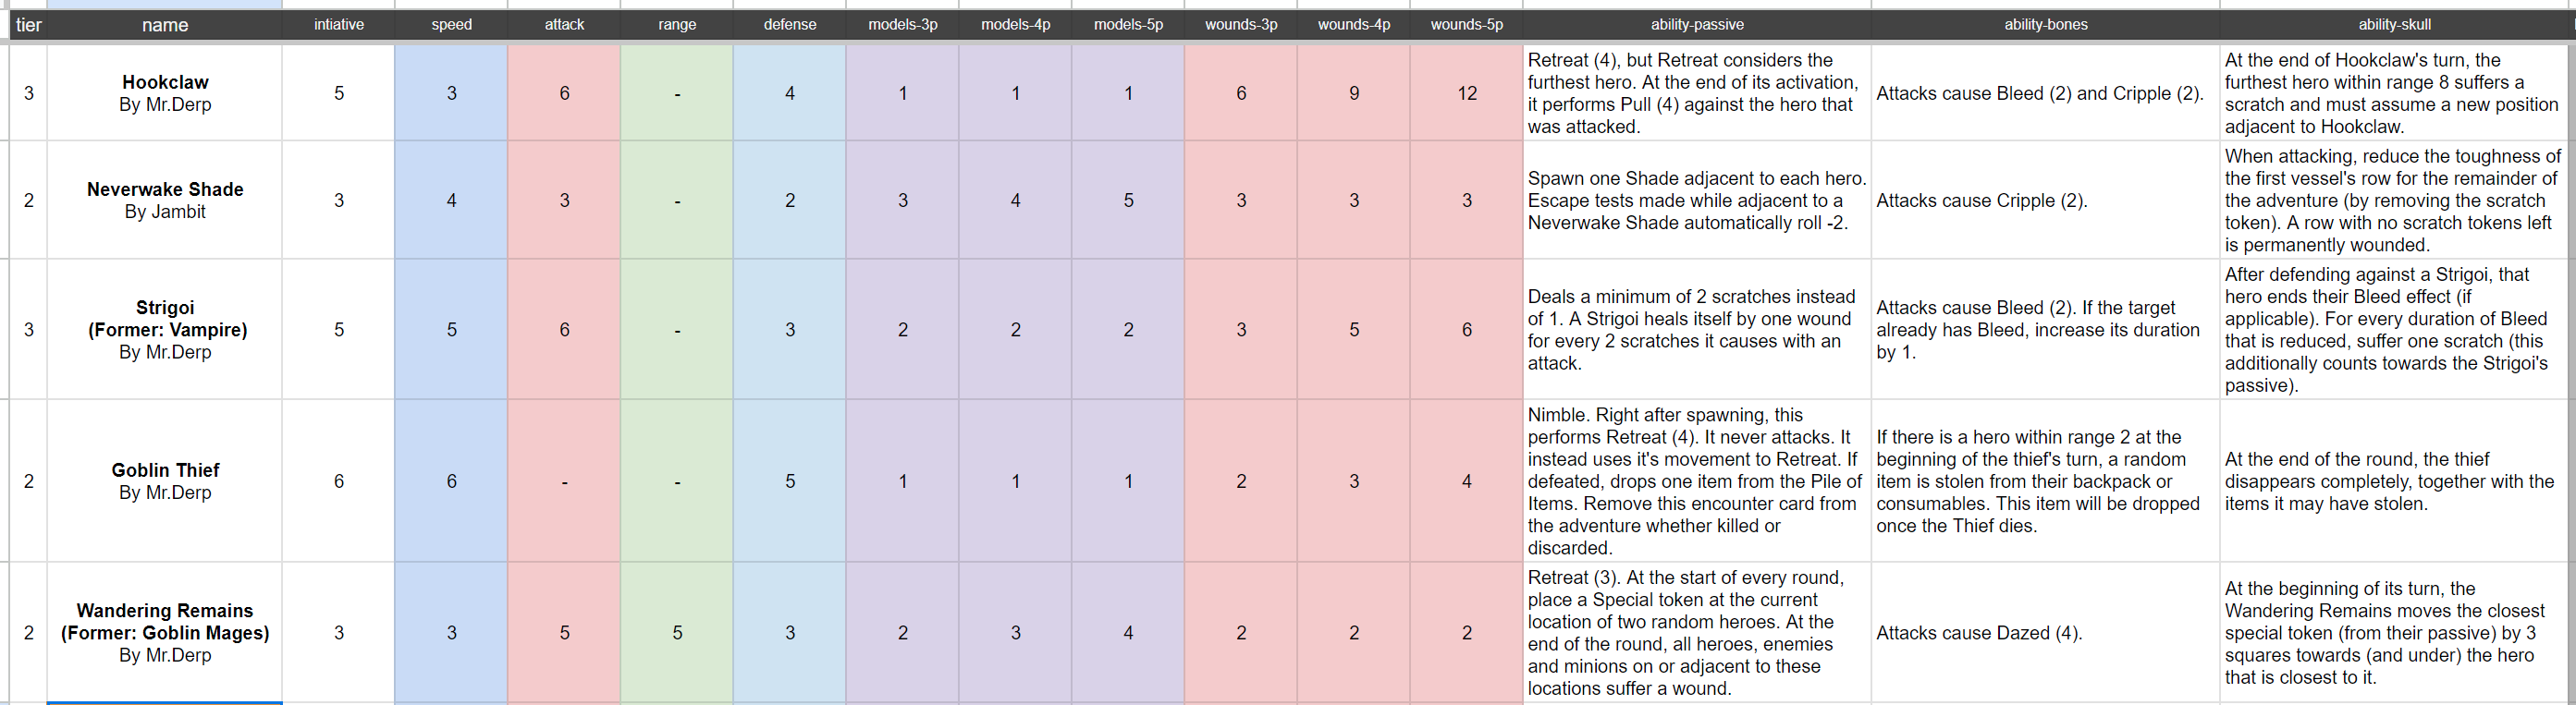 tier name intiative speed attack range defense models-3p models-4p models-5p wounds-3p wounds-4p wounds-5p ability-passive ability-bones ability-skull
3
Hookclaw
By Mr.Derp
5 3 6 - 4 1 1 1 6 9 12
Retreat (4), but Retreat considers the
furthest hero. At the end of its activation,
it performs Pull (4) against the hero that
was attacked.
Attacks cause Bleed (2) and Cripple (2).
At the end of Hookclaw's turn, the
furthest hero within range 8 suffers a
scratch and must assume a new position
adjacent to Hookclaw.
2
Neverwake Shade
By Jambit
3 4 3 - 2 3 4 5 3 3 3
Spawn one Shade adjacent to each hero.
Escape tests made while adjacent to a
Neverwake Shade automatically roll -2.
Attacks cause Cripple (2).
When attacking, reduce the toughness of
the first vessel's row for the remainder of
the adventure (by removing the scratch
token). A row with no scratch tokens left
is permanently wounded.
3
Strigoi
(Former: Vampire)
By Mr.Derp
5 5 6 - 3 2 2 2 3 5 6
Deals a minimum of 2 scratches instead
of 1. A Strigoi heals itself by one wound
for every 2 scratches it causes with an
attack.
Attacks cause Bleed (2). If the target
already has Bleed, increase its duration
by 1.
After defending against a Strigoi, that
hero ends their Bleed effect (if
applicable). For every duration of Bleed
that is reduced, suffer one scratch (this
additionally counts towards the Strigoi's
passive).
2
Goblin Thief
By Mr.Derp
6 6 - - 5 1 1 1 2 3 4
Nimble. Right after spawning, this
performs Retreat (4). It never attacks. It
instead uses it's movement to Retreat. If
defeated, drops one item from the Pile of
Items. Remove this encounter card from
the adventure whether killed or
discarded.
If there is a hero within range 2 at the
beginning of the thief's turn, a random
item is stolen from their backpack or
consumables. This item will be dropped
once the Thief dies.
At the end of the round, the thief
disappears completely, together with the
items it may have stolen.
2
Wandering Remains
(Former: Goblin Mages)
By Mr.Derp
3 3 5 5 3 2 3 4 2 2 2
Retreat (3). At the start of every round,
place a Special token at the current
location of two random heroes. At the
end of the round, all heroes, enemies
and minions on or adjacent to these
locations suffer a wound.
Attacks cause Dazed (4).
At the beginning of its turn, the
Wandering Remains moves the closest
special token (from their passive) by 3
squares towards (and under) the hero
that is closest to it.